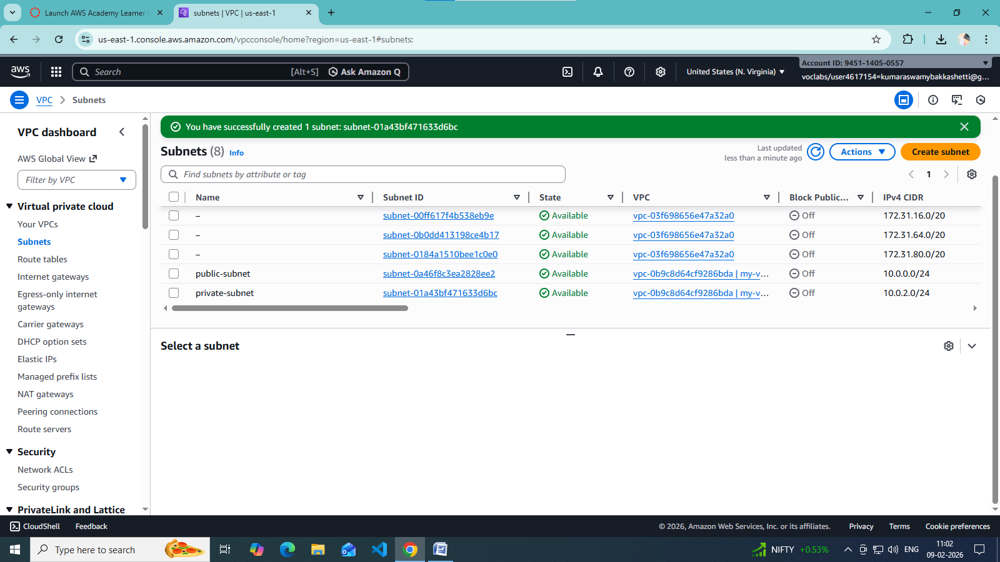 Launch AWS Academy Learner
subnets | VPC | us-east-1
us-east-1.console.aws.amazon.com/vpcconsole/home?region=us-east-1#subnets:
aws
Search [Alt+S] Ask Amazon Q
United States (N. Virginia)
Account ID: 9451-1405-0557
voclabs/user4617154=kumaraswamybakkashetti@g...
VPC Subnets
VPC dashboard
AWS Global View
Filter by VPC
Virtual private cloud
Your VPCs
Subnets
Route tables
Internet gateways
Egress-only internet
gateways
Carrier gateways
DHCP option sets
Elastic IPs
Managed prefix lists
NAT gateways
Peering connections
Route servers
Security
Network ACLs
Security groups
PrivateLink and Lattice
You have successfully created 1 subnet: subnet-01a43bf471633d6bc
Subnets (8) Info
Last updated
less than a minute ago
Actions
Create subnet
Find subnets by attribute or tag
1
Name Subnet ID State VPC Block Public... IPv4 CIDR
– subnet-00ff617f4b538eb9e Available vpc-03f698656e47a32a0 Off 172.31.16.0/20
– subnet-0b0dd413198ce4b17 Available vpc-03f698656e47a32a0 Off 172.31.64.0/20
– subnet-0184a1510bee1c0e0 Available vpc-03f698656e47a32a0 Off 172.31.80.0/20
public-subnet subnet-0a46f8c3ea2828ee2 Available vpc-0b9c8d64cf9286bda | my-v... Off 10.0.0.0/24
private-subnet subnet-01a43bf471633d6bc Available vpc-0b9c8d64cf9286bda | my-v... Off 10.0.2.0/24
Select a subnet
CloudShell Feedback
© 2026, Amazon Web Services, Inc. or its affiliates. Privacy Terms Cookie preferences
Type here to search
NIFTY +0.53%
ENG
11:02
09-02-2026